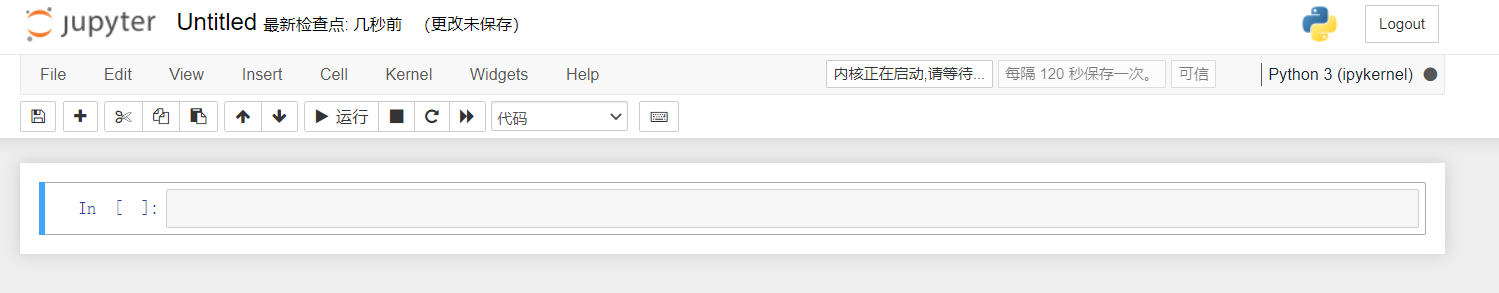 jupyter Untitled 最新检查点: 几秒前 （更改未保存） Logout
File Edit View Insert Cell Kernel Widgets Help 内核正在启动,请等待... 每隔 120 秒保存一次。 可信 Python 3 (ipykernel)
运行 代码
In [ ]: